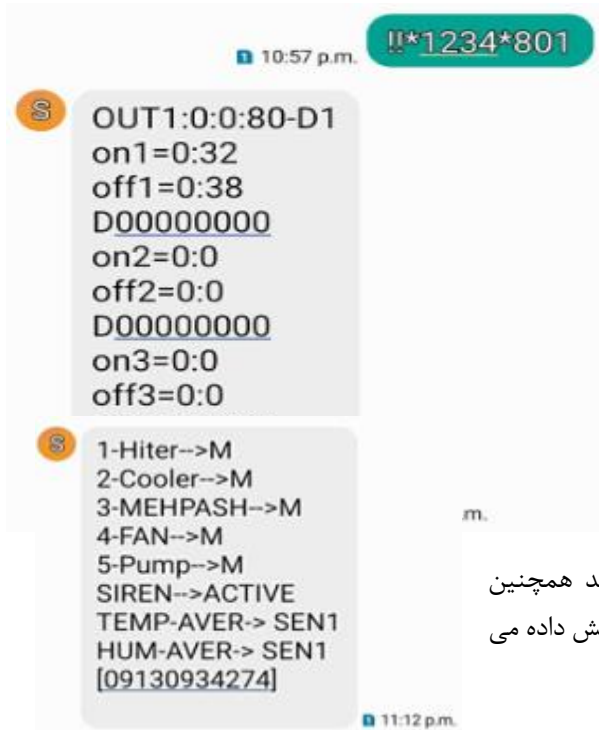 !!*1234*801
10:57 p.m.
S
OUT1:0:0:80-D1
on1=0:32
off1=0:38
D00000000
on2=0:0
off2=0:0
D00000000
on3=0:0
off3=0:0
S
1-Hiter-->M
2-Cooler-->M
3-MEHPASH-->M
4-FAN-->M
5-Pump-->M
SIREN-->ACTIVE
TEMP-AVER-> SEN1
HUM-AVER-> SEN1
[09130934274]
11:12 p.m.
همچنین
داده می